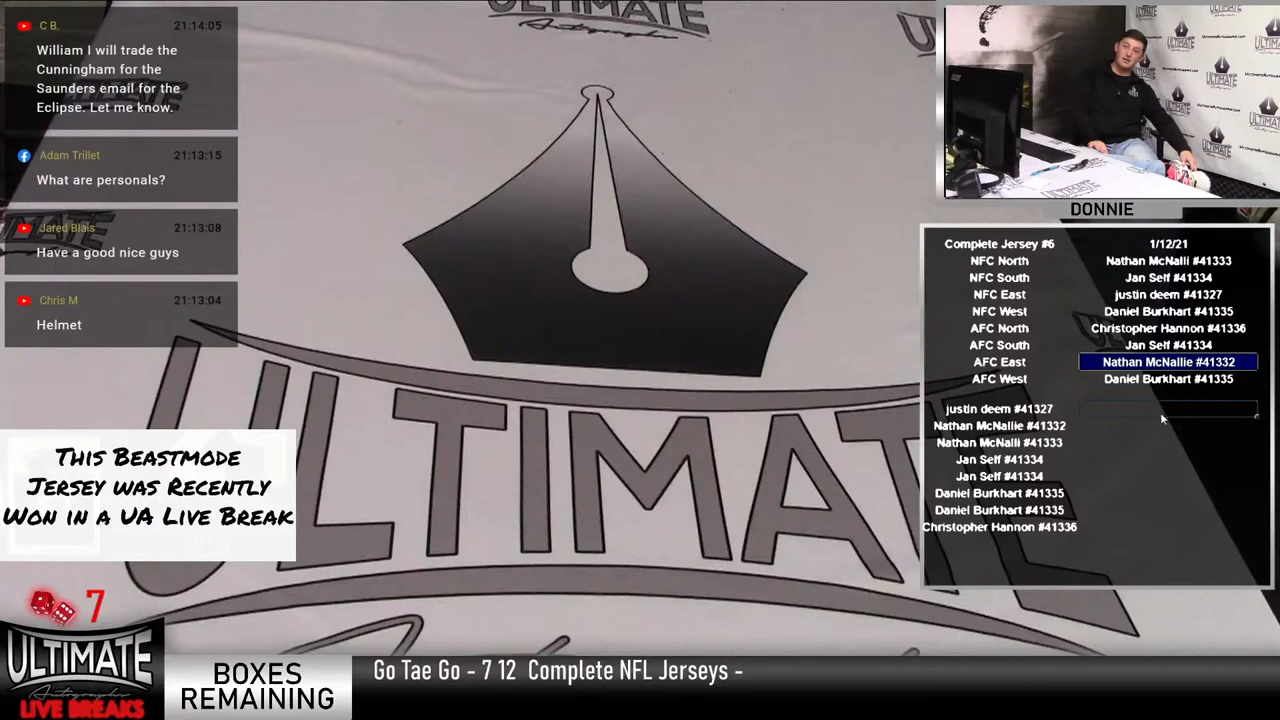 C B.
21:14:05
William I will trade the
Cunningham for the
Saunders email for the
Eclipse. Let me know.
Adam Trillet
21:13:15
What are personals?
Jared Blais
21:13:08
Have a good nice guys
Chris M
21:13:04
Helmet
ULTIMATE
Autographs
ULTIMATE
DONNIE
Complete Jersey #6 1/12/21
NFC North Nathan McNalli #41333
NFC South Jan Self #41334
NFC East justin deem #41327
NFC West Daniel Burkhart #41335
AFC North Christopher Hannon #41336
AFC South Jan Self #41334
AFC East Nathan McNallie #41332
AFC West Daniel Burkhart #41335
justin deem #41327
Nathan McNallie #41332
Nathan McNalli #41333
Jan Self #41334
Jan Self #41334
Daniel Burkhart #41335
Daniel Burkhart #41335
Christopher Hannon #41336
ULTIMATE
This Beastmode
Jersey was Recently
Won in a UA Live Break
7
ULTIMATE
Autographs
LIVE BREAKS
BOXES
REMAINING
Go Tae Go - 7 12 Complete NFL Jerseys -